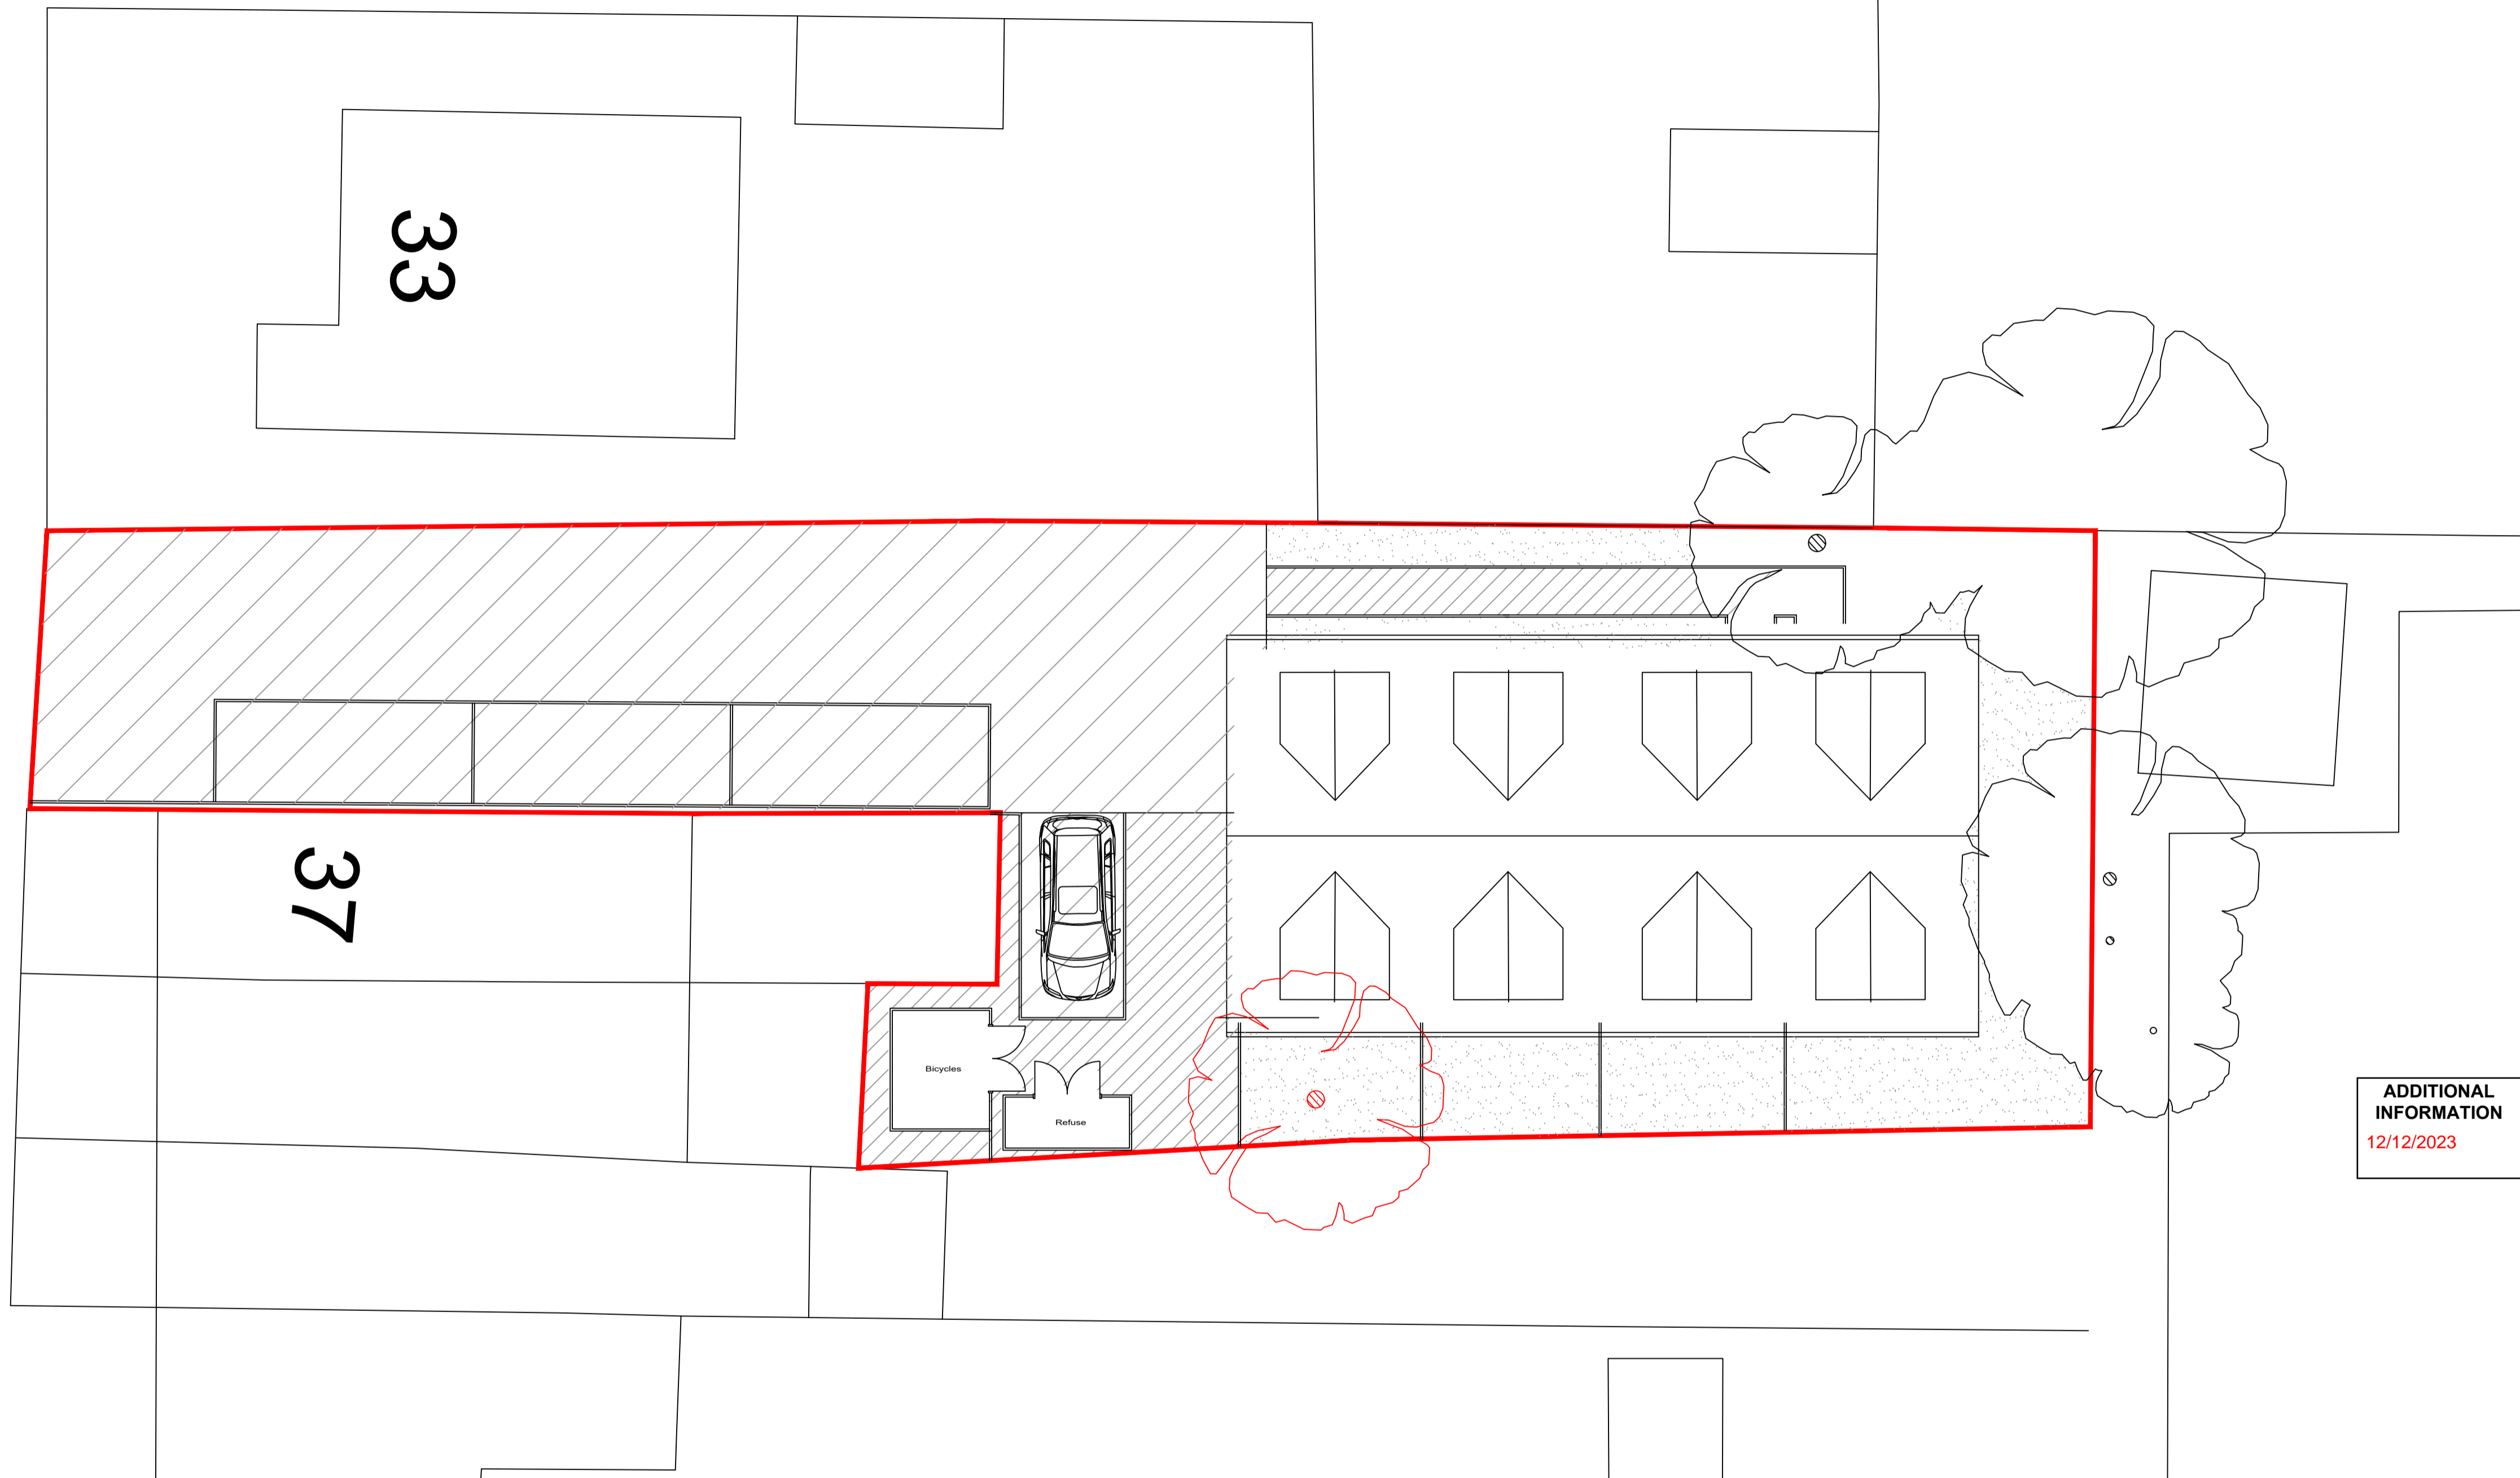 33
37
Bicycles
Refuse
ADDITIONAL
INFORMATION
12/12/2023